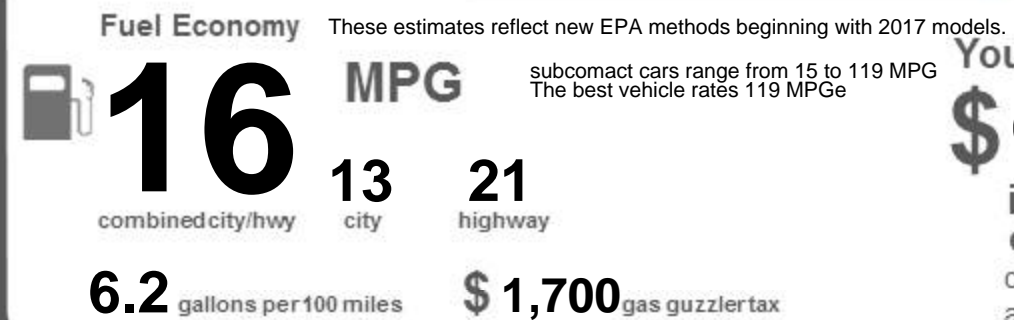 Fuel Economy These estimates reflect new EPA methods beginning with 2017 models.
16 MPG subcomact cars range from 15 to 119 MPG
The best vehicle rates 119 MPGe
13 21
combined city/hwy city highway
6.2 gallons per 100 miles $ 1,700 gas guzzler tax
$